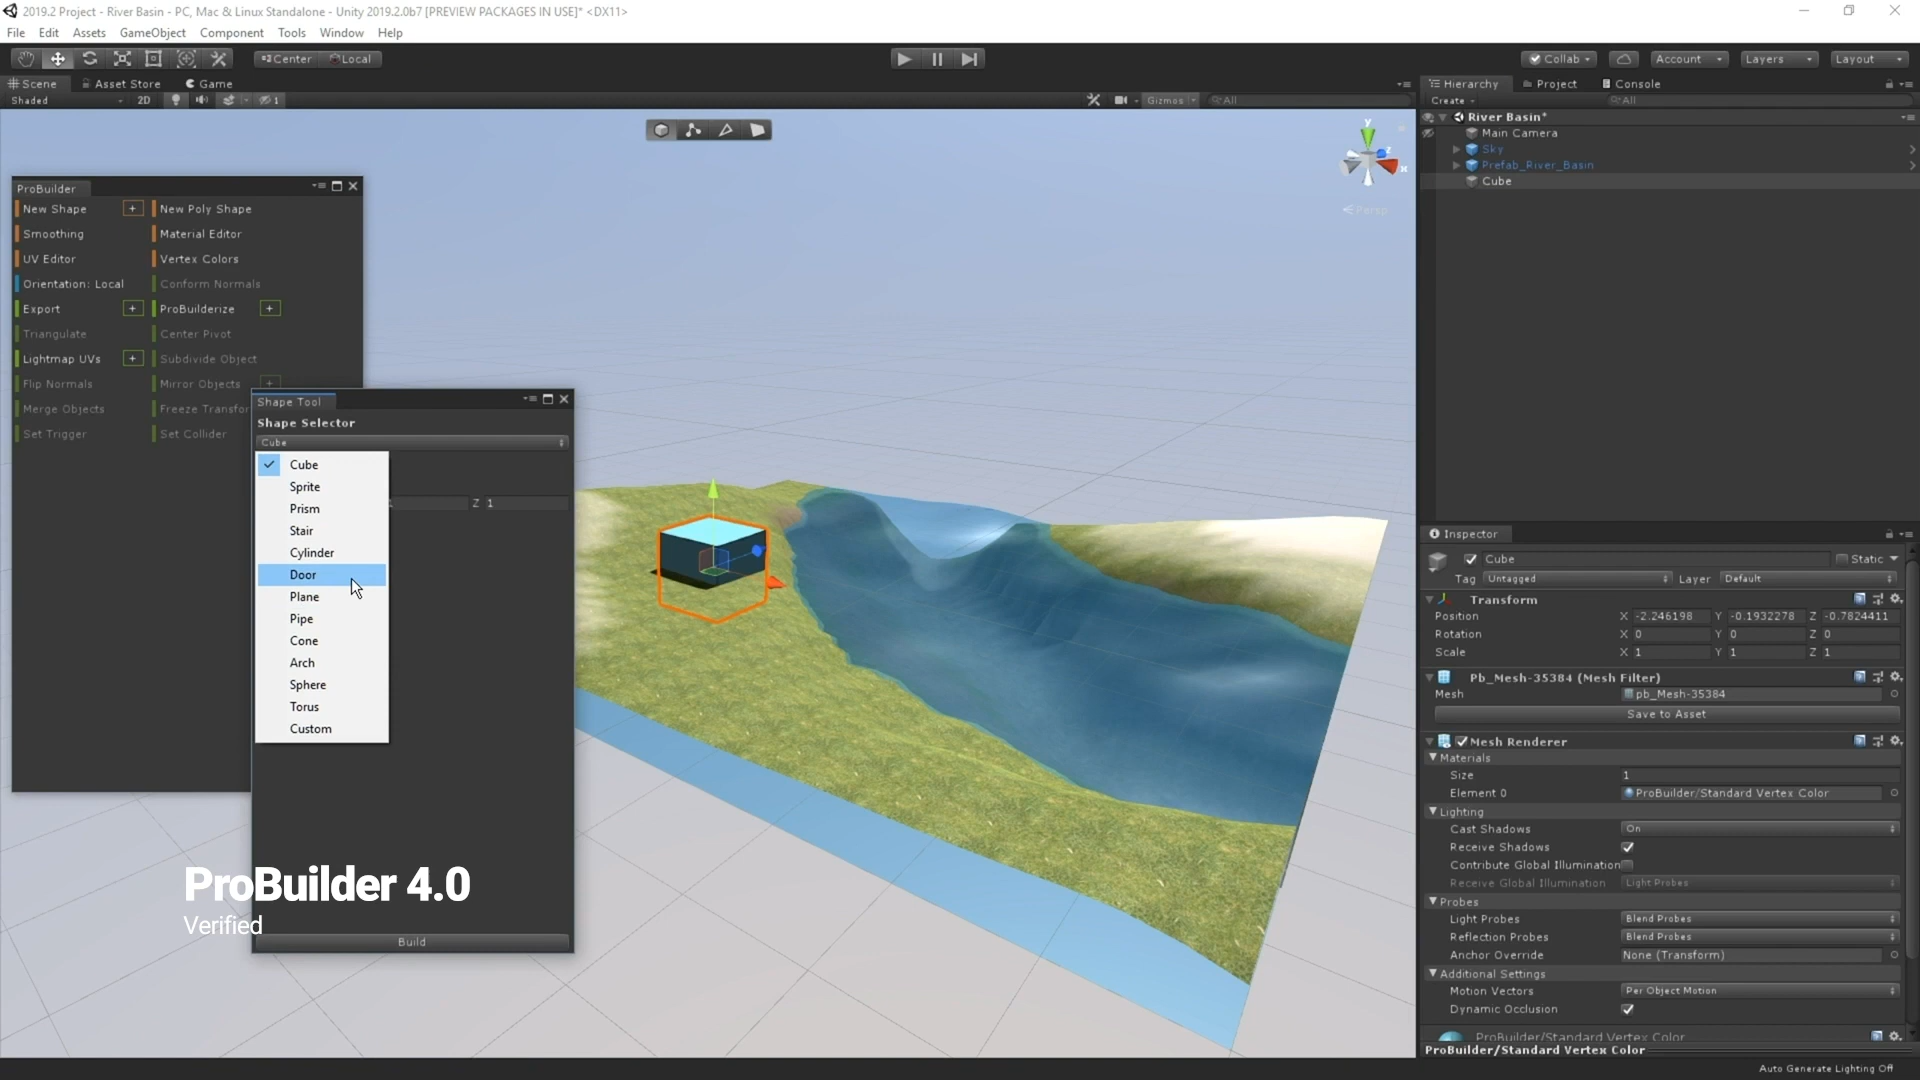 2019.2 Project - River Basin - PC, Mac & Linux Standalone - Unity 2019.2.0b7 [PREVIEW PACKAGES IN USE]* <DX11>
File Edit Assets GameObject Component Tools Window Help
Center Local
Collab Account Layers Layout
Scene Asset Store Game
Hierarchy Project Console
Shaded 2D 1 Gizmos All
Create All
River Basin*
Main Camera
Sky
Prefab_River_Basin
Cube
y
z
x
Persp
ProBuilder
New Shape + New Poly Shape
Smoothing Material Editor
UV Editor Vertex Colors
Orientation: Local Conform Normals
Export + ProBuilderize +
Triangulate Center Pivot
Lightmap UVs + Subdivide Object
Flip Normals Mirror Objects +
Merge Objects Freeze Transfor
Set Trigger Set Collider
Shape Tool
Shape Selector
Cube
Cube
Sprite
Prism
Z 1
Stair
Cylinder
Door
Plane
Pipe
Cone
Arch
Sphere
Torus
Custom
ProBuilder 4.0
Verified
Build
Inspector
Cube Static
Tag Untagged Layer Default
Transform
Position X -2.246198 Y -0.1932278 Z -0.7824411
Rotation X 0 Y 0 Z 0
Scale X 1 Y 1 Z 1
Pb_Mesh-35384 (Mesh Filter)
Mesh pb_Mesh-35384
Save to Asset
Mesh Renderer
Materials
Size 1
Element 0 ProBuilder/Standard Vertex Color
Lighting
Cast Shadows On
Receive Shadows
Contribute Global Illumination
Receive Global Illumination Light Probes
Probes
Light Probes Blend Probes
Reflection Probes Blend Probes
Anchor Override None (Transform)
Additional Settings
Motion Vectors Per Object Motion
Dynamic Occlusion
ProBuilder/Standard Vertex Color
ProBuilder/Standard Vertex Color
Auto Generate Lighting Off